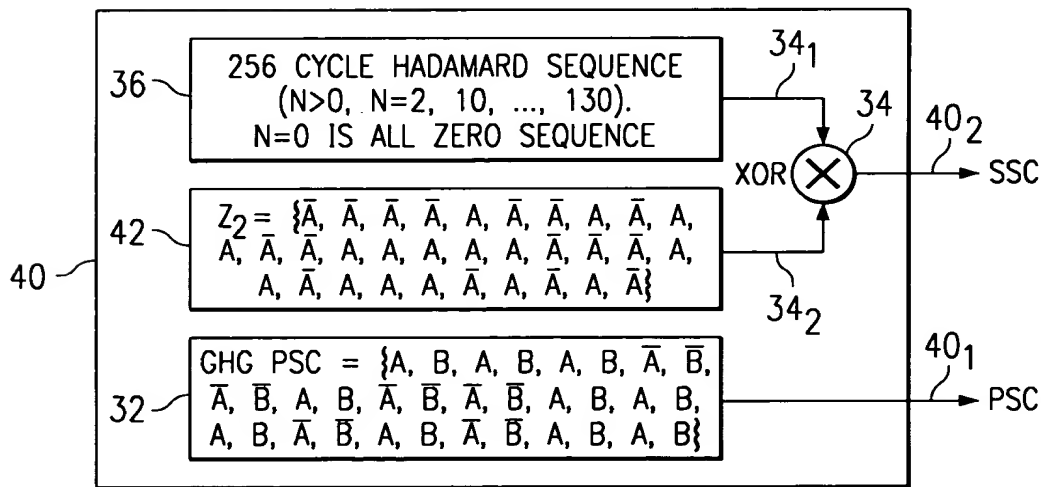 256 CYCLE HADAMARD SEQUENCE
(N>0, N=2, 10, ..., 130).
N=0 IS ALL ZERO SEQUENCE
36
34₁
34
40₂
XOR
SSC
Z₂ = {A̅, A̅, A̅, A̅, A, A̅, A̅, A, A̅, A,
A, A̅, A̅, A, A, A, A, A, A̅, A̅, A̅, A,
A, A̅, A, A, A, A̅, A, A̅, A, A̅}
42
40
34₂
GHG PSC = {A, B, A, B, A, B, A̅, B̅,
A̅, B̅, A, B, A̅, B̅, A̅, B̅, A, B, A, B,
A, B, A̅, B̅, A, B, A̅, B̅, A, B, A, B}
32
40₁
PSC